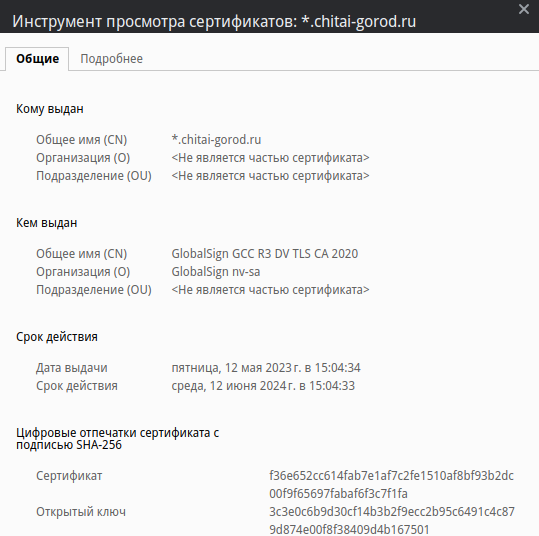 Инструмент просмотра сертификатов: *.chitai-gorod.ru
Общие Подробнее
Кому выдан
Общее имя (CN) *.chitai-gorod.ru
Организация (O) <Не является частью сертификата>
Подразделение (OU) <Не является частью сертификата>
Кем выдан
Общее имя (CN) GlobalSign GCC R3 DV TLS CA 2020
Организация (O) GlobalSign nv-sa
Подразделение (OU) <Не является частью сертификата>
Срок действия
Дата выдачи пятница, 12 мая 2023 г. в 15:04:34
Срок действия среда, 12 июня 2024 г. в 15:04:33
Цифровые отпечатки сертификата с
подписью SHA-256
Сертификат f36e652cc614fab7e1af7c2fe1510af8bf93b2dc
00f9f65697fabaf6f3c7f1fa
Открытый ключ 3c3e0c6b9d30cf14b3b2f9ecc2b95c6491c4c87
9d874e00f8f38409d4b167501